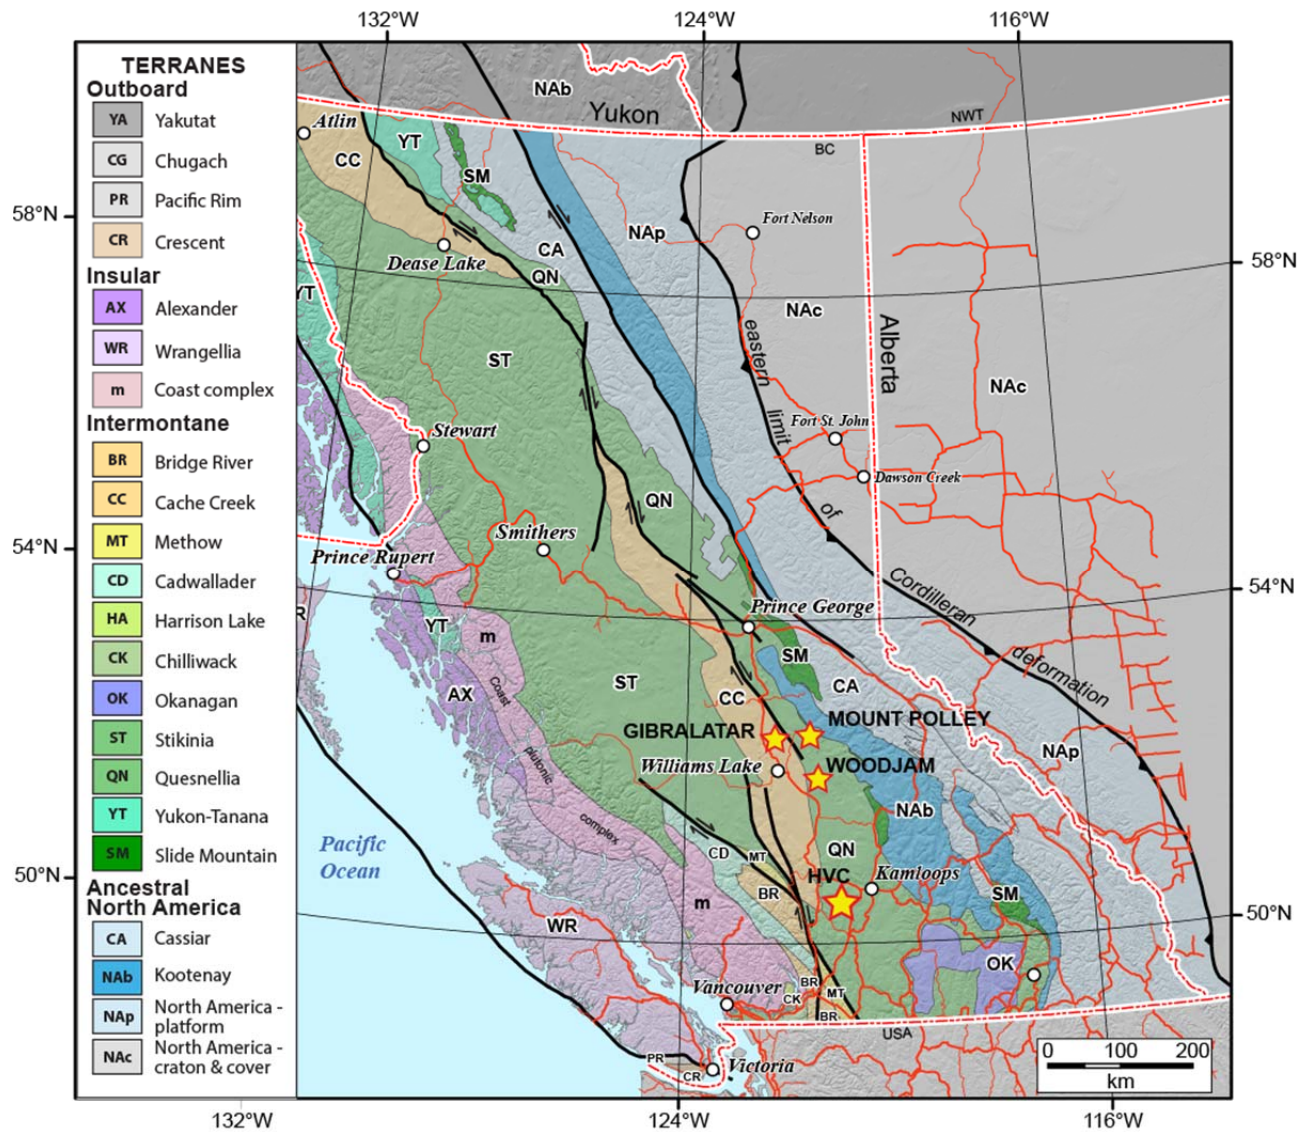 132°W
124°W
116°W
TERRANES
Outboard
YA Yakutat
CG Chugach
PR Pacific Rim
CR Crescent
Insular
AX Alexander
WR Wrangellia
m Coast complex
Intermontane
BR Bridge River
CC Cache Creek
MT Methow
CD Cadwallader
HA Harrison Lake
CK Chilliwack
OK Okanagan
ST Stikinia
QN Quesnellia
YT Yukon-Tanana
SM Slide Mountain
Ancestral
North America
CA Cassiar
NAb Kootenay
NAp North America -
platform
NAc North America -
craton & cover
58°N
54°N
50°N
NAb
Yukon
NWT
BC
Atlin
CC
YT
SM
Fort Nelson
NAp
CA
QN
Dease Lake
58°N
YT
NAc
eastern
Alberta
ST
NAc
limit
Fort St. John
Stewart
Dawson Creek
QN
of
Smithers
Prince Rupert
Cordilleran
54°N
Prince George
R
YT
m
SM
deformation
ST
CA
Coast
AX
CC
MOUNT POLLEY
GIBRALATAR
NAp
plutonic
Williams Lake
WOODJAM
NAb
complex
Pacific
Ocean
CD
MT
QN
HVC
Kamloops
BR
SM
m
50°N
WR
OK
Vancouver
BR
CK
MT
BR
USA
PR
CR
Victoria
0 100 200
km
132°W
124°W
116°W